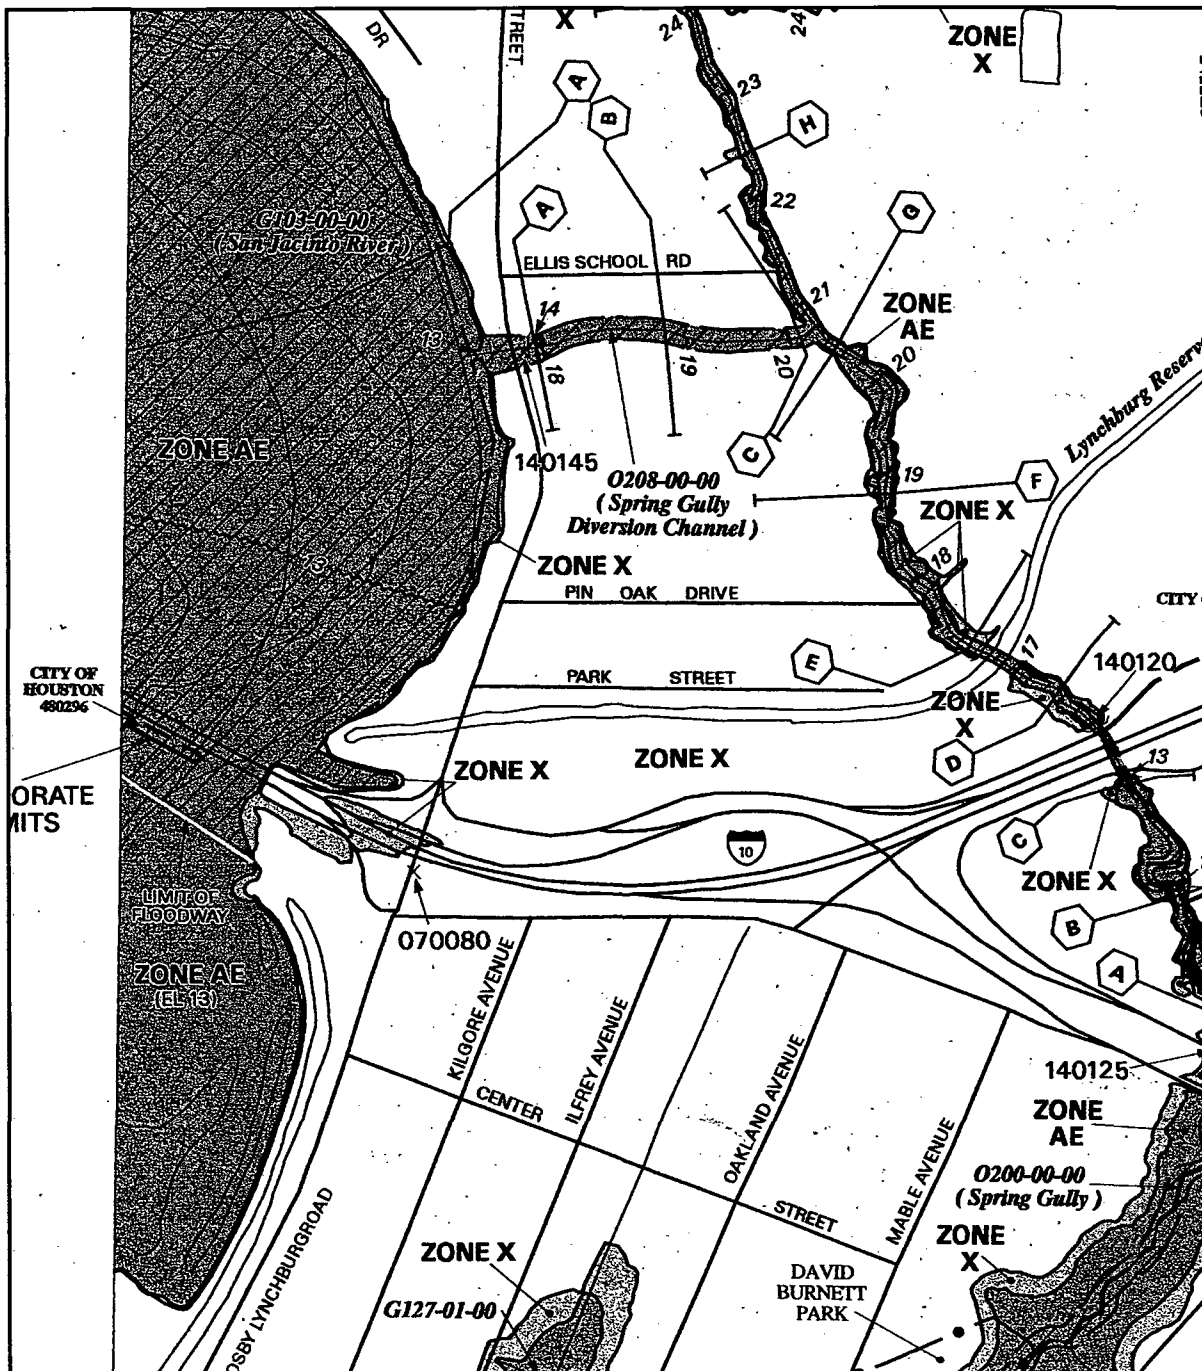 DR
TREET
X
24
24
ZONE
X
23
A
B
H
A
22
G
G103-00-00
(San Jacinto River)
ELLIS SCHOOL RD
21
ZONE
AE
14
13
18
19
20
20
Lynchburg Reserv
ZONE AE
140145
C
O208-00-00
( Spring Gully
Diversion Channel )
19
F
ZONE X
18
ZONE X
13
PIN OAK DRIVE
CITY
E
17
140120
CITY OF
HOUSTON
480296
PARK STREET
ZONE
X
ZONE X
ZONE X
D
13
ORATE
MITS
10
C
ZONE X
LIMIT OF
FLOODWAY
B
070080
ZONE AE
(EL 13)
A
KILGORE AVENUE
ILFREY AVENUE
OAKLAND AVENUE
MABLE AVENUE
CENTER
STREET
140125
ZONE
AE
O200-00-00
( Spring Gully )
OSBY LYNCHBURGROAD
ZONE X
ZONE
X
G127-01-00
DAVID
BURNETT
PARK